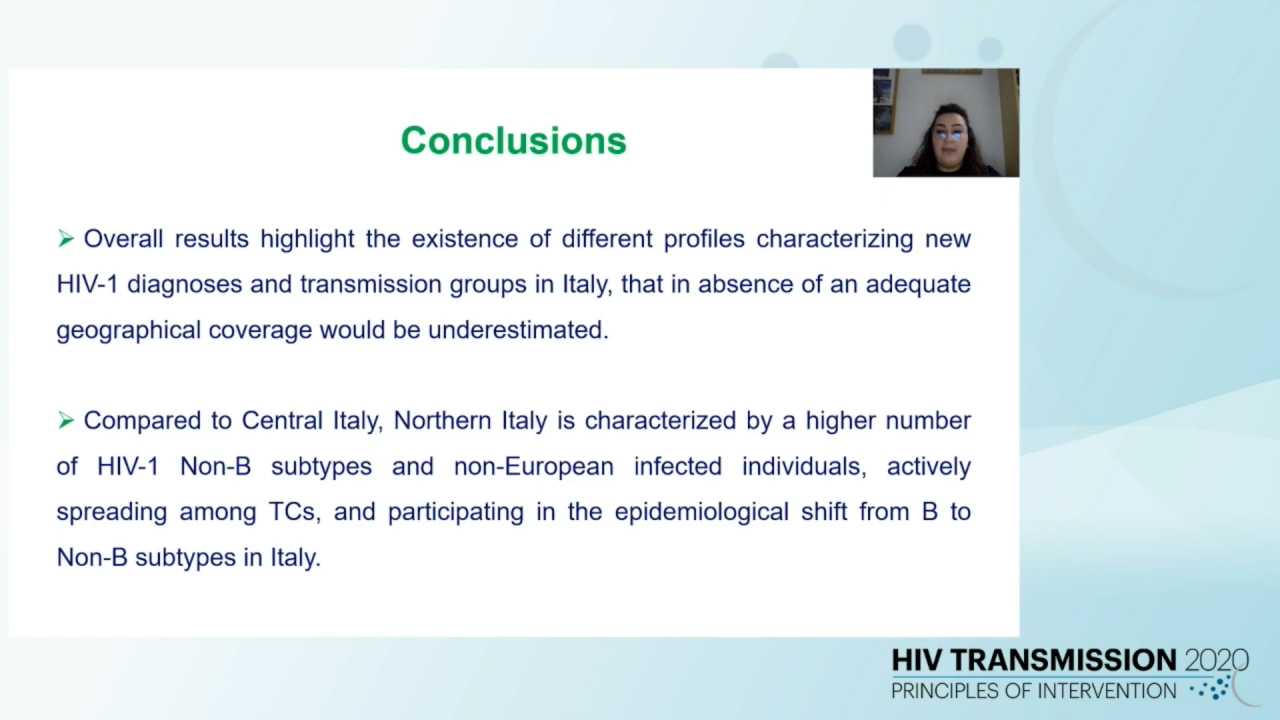 Conclusions
➢ Overall results highlight the existence of different profiles characterizing new
HIV-1 diagnoses and transmission groups in Italy, that in absence of an adequate
geographical coverage would be underestimated.
➢ Compared to Central Italy, Northern Italy is characterized by a higher number
of HIV-1 Non-B subtypes and non-European infected individuals, actively
spreading among TCs, and participating in the epidemiological shift from B to
Non-B subtypes in Italy.
HIV TRANSMISSION 2020
PRINCIPLES OF INTERVENTION